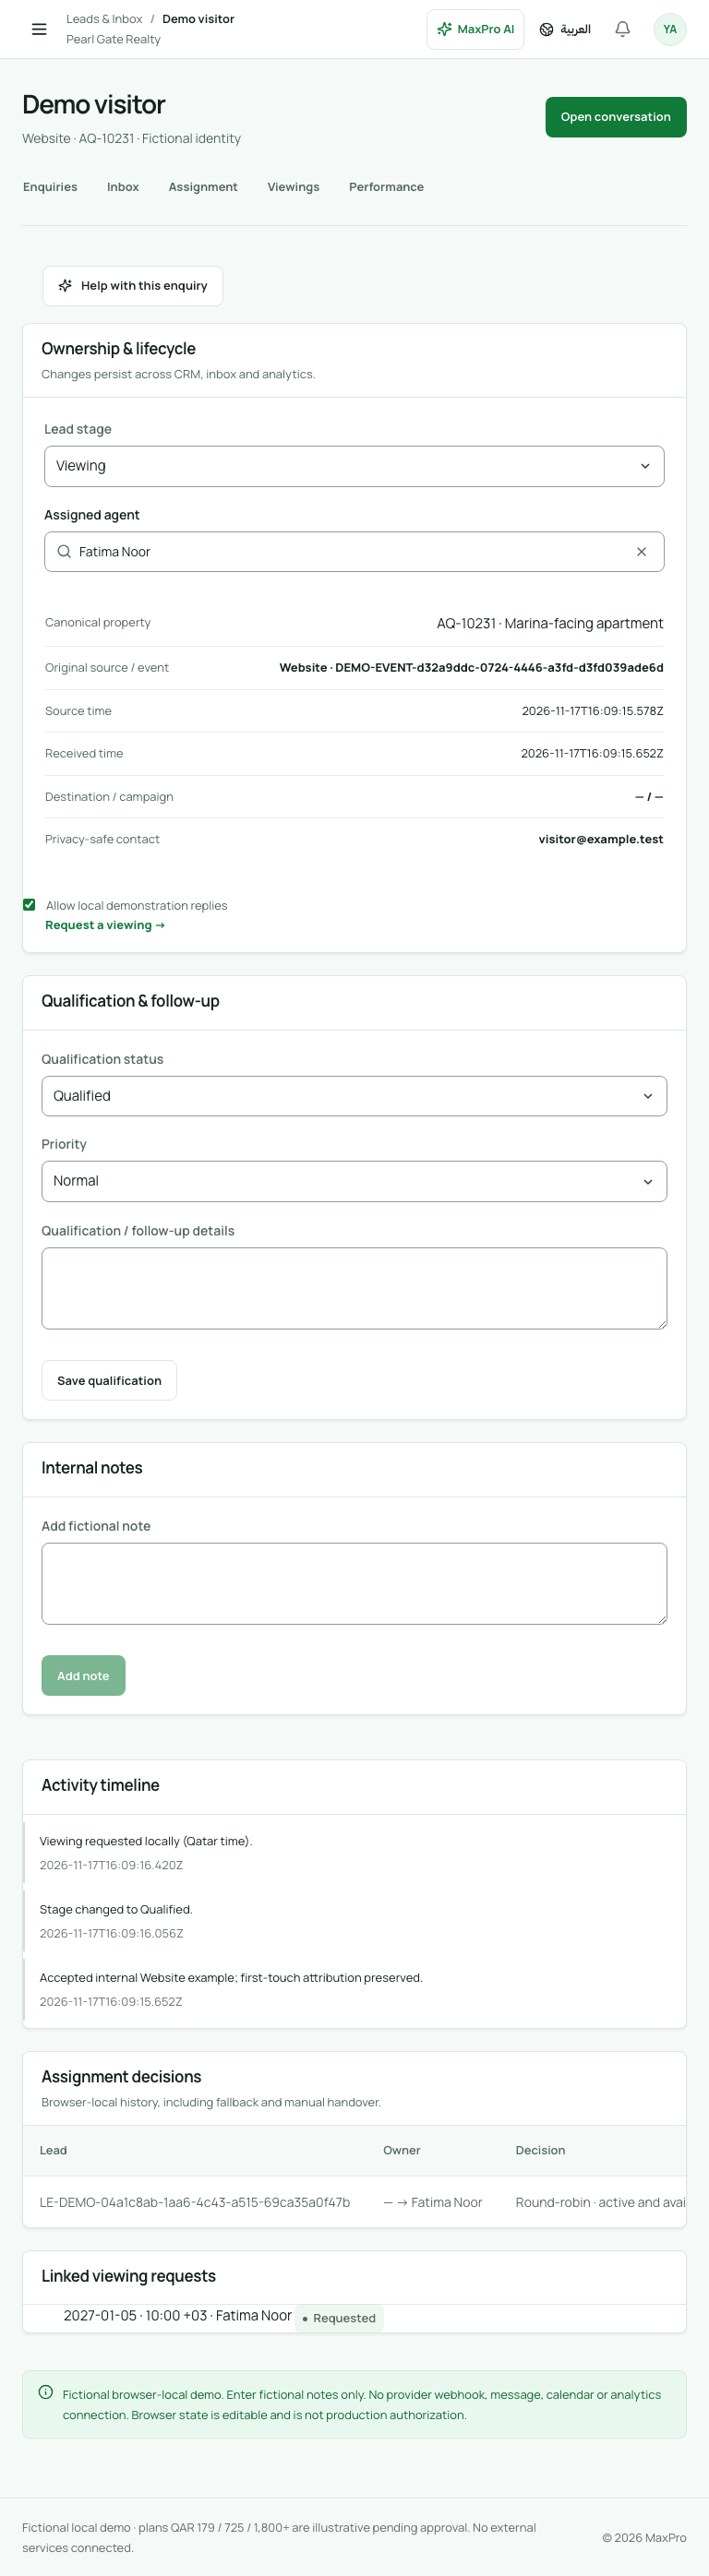 Leads & Inbox / Demo visitor
Pearl Gate Realty
MaxPro AI
العربية
YA
Demo visitor
Website · AQ-10231 · Fictional identity
Open conversation
Enquiries Inbox Assignment Viewings Performance
Help with this enquiry
Ownership & lifecycle
Changes persist across CRM, inbox and analytics.
Lead stage
Viewing
Assigned agent
Fatima Noor
Canonical property AQ-10231 · Marina-facing apartment
Original source / event Website · DEMO-EVENT-d32a9ddc-0724-4446-a3fd-d3fd039ade6d
Source time 2026-11-17T16:09:15.578Z
Received time 2026-11-17T16:09:15.652Z
Destination / campaign — / —
Privacy-safe contact visitor@example.test
Allow local demonstration replies
Request a viewing →
Qualification & follow-up
Qualification status
Qualified
Priority
Normal
Qualification / follow-up details
Save qualification
Internal notes
Add fictional note
Add note
Activity timeline
Viewing requested locally (Qatar time).
2026-11-17T16:09:16.420Z
Stage changed to Qualified.
2026-11-17T16:09:16.056Z
Accepted internal Website example; first-touch attribution preserved.
2026-11-17T16:09:15.652Z
Assignment decisions
Browser-local history, including fallback and manual handover.
Lead Owner Decision
LE-DEMO-04a1c8ab-1aa6-4c43-a515-69ca35a0f47b — → Fatima Noor Round-robin · active and avai
Linked viewing requests
2027-01-05 · 10:00 +03 · Fatima Noor Requested
Fictional browser-local demo. Enter fictional notes only. No provider webhook, message, calendar or analytics
connection. Browser state is editable and is not production authorization.
Fictional local demo · plans QAR 179 / 725 / 1,800+ are illustrative pending approval. No external
services connected.
© 2026 MaxPro